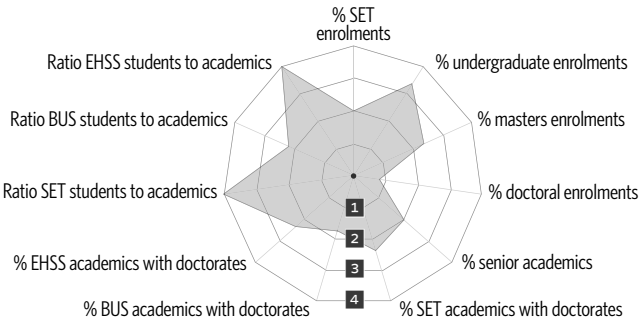 % SET
enrolments
Ratio EHSS students to academics
% undergraduate enrolments
Ratio BUS students to academics
% masters enrolments
Ratio SET students to academics
% doctoral enrolments
1
2
% EHSS academics with doctorates
% senior academics
3
4
% BUS academics with doctorates
% SET academics with doctorates